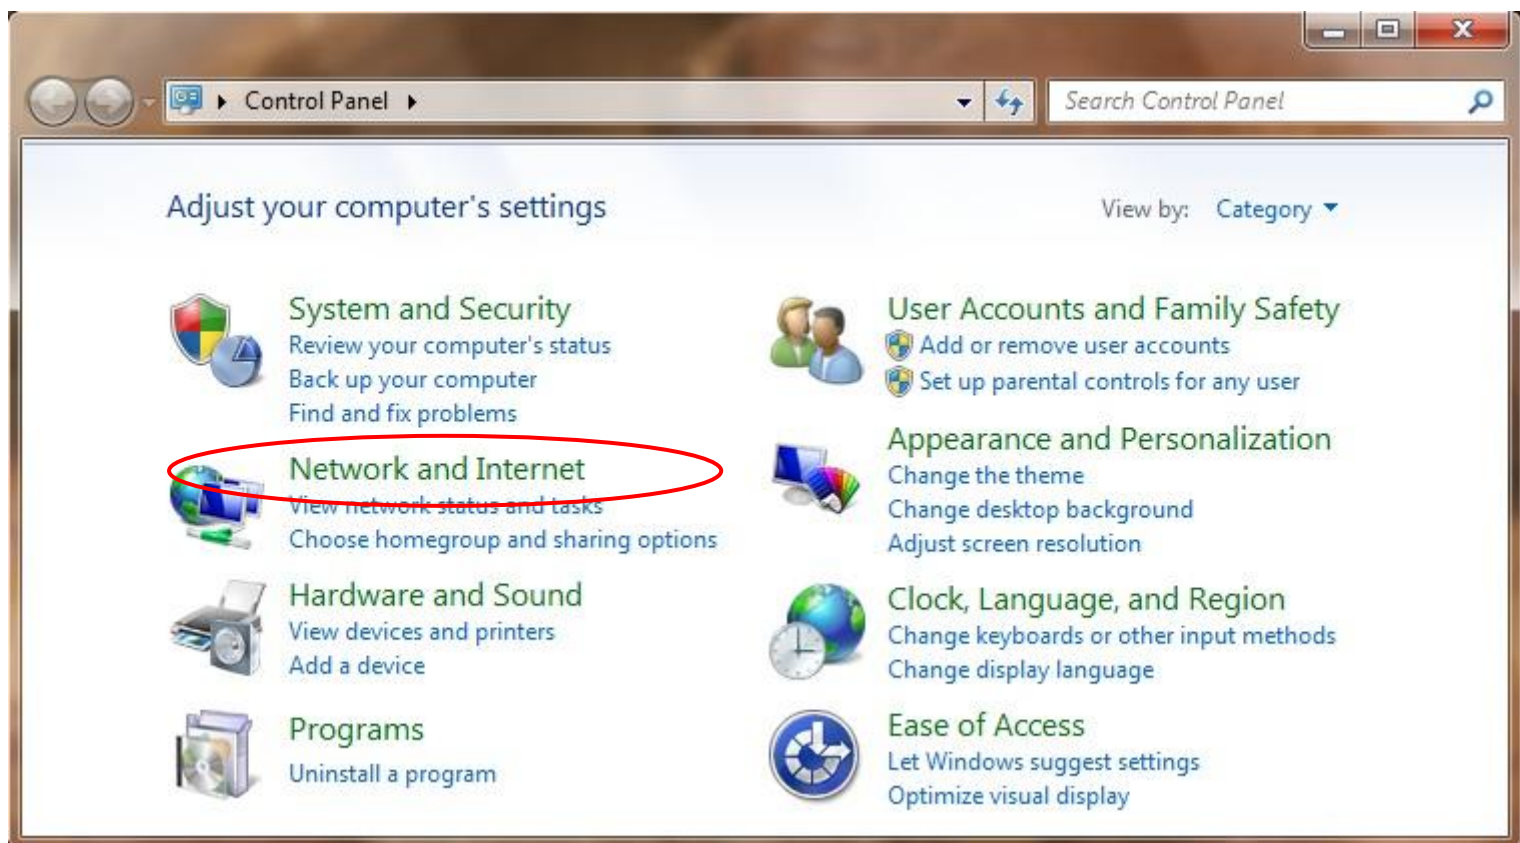 Control Panel
Search Control Panel
Adjust your computer's settings
View by: Category
System and Security
Review your computer's status
Back up your computer
Find and fix problems
Network and Internet
View network status and tasks
Choose homegroup and sharing options
Hardware and Sound
View devices and printers
Add a device
Programs
Uninstall a program
User Accounts and Family Safety
Add or remove user accounts
Set up parental controls for any user
Appearance and Personalization
Change the theme
Change desktop background
Adjust screen resolution
Clock, Language, and Region
Change keyboards or other input methods
Change display language
Ease of Access
Let Windows suggest settings
Optimize visual display